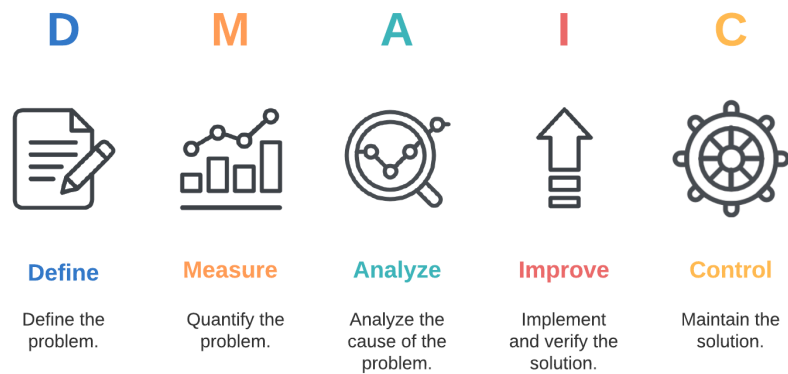 D M A I C
Define Measure Analyze Improve Control
Define the
problem.
Quantify the
problem.
Analyze the
cause of the
problem.
Implement
and verify the
solution.
Maintain the
solution.